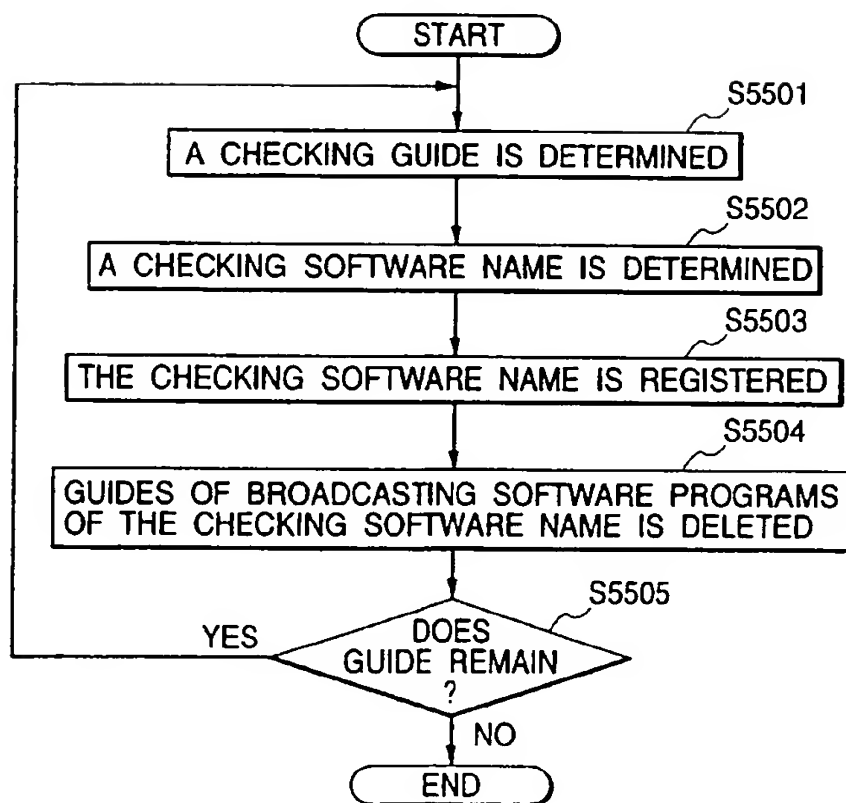 START
S5501
A CHECKING GUIDE IS DETERMINED
S5502
A CHECKING SOFTWARE NAME IS DETERMINED
S5503
THE CHECKING SOFTWARE NAME IS REGISTERED
S5504
GUIDES OF BROADCASTING SOFTWARE PROGRAMS
OF THE CHECKING SOFTWARE NAME IS DELETED
S5505
YES
DOES
GUIDE REMAIN
?
NO
END